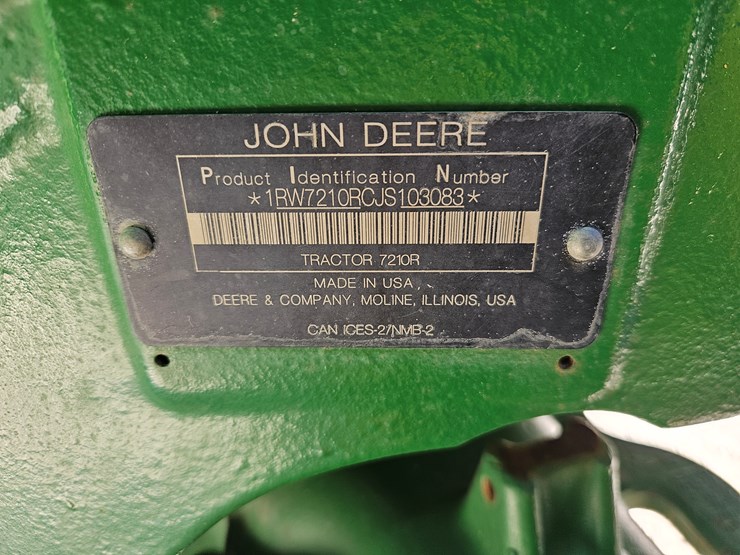 JOHN DEERE
Product Identification Number
*1RW7210RCJS103083*
TRACTOR 7210R
MADE IN USA
DEERE & COMPANY, MOLINE, ILLINOIS, USA
CAN ICES-2/NMB-2